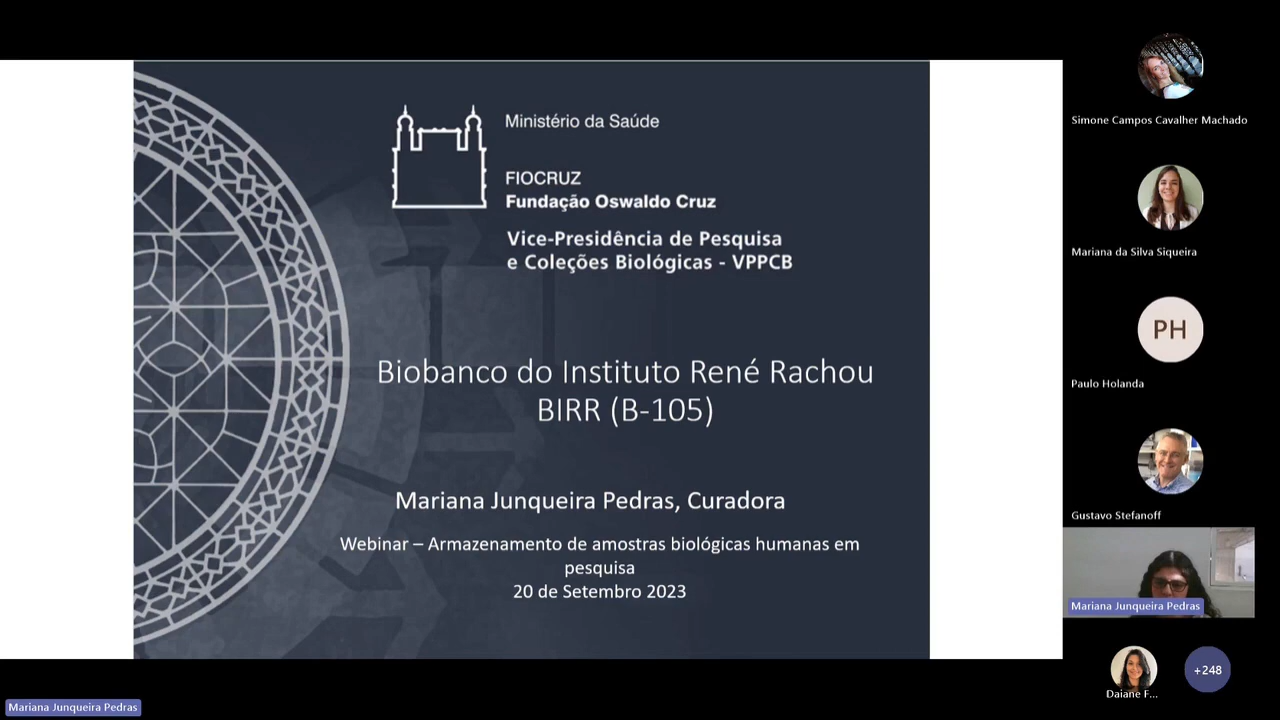 Ministério da Saúde
FIOCRUZ
Fundação Oswaldo Cruz
Vice-Presidência de Pesquisa
e Coleções Biológicas - VPPCB
Biobanco do Instituto René Rachou
BIRR (B-105)
Mariana Junqueira Pedras, Curadora
Webinar – Armazenamento de amostras biológicas humanas em
pesquisa
20 de Setembro 2023
Simone Campos Cavalher Machado
Mariana da Silva Siqueira
PH
Paulo Holanda
Gustavo Stefanoff
Mariana Junqueira Pedras
Daiane F...
+248
Mariana Junqueira Pedras